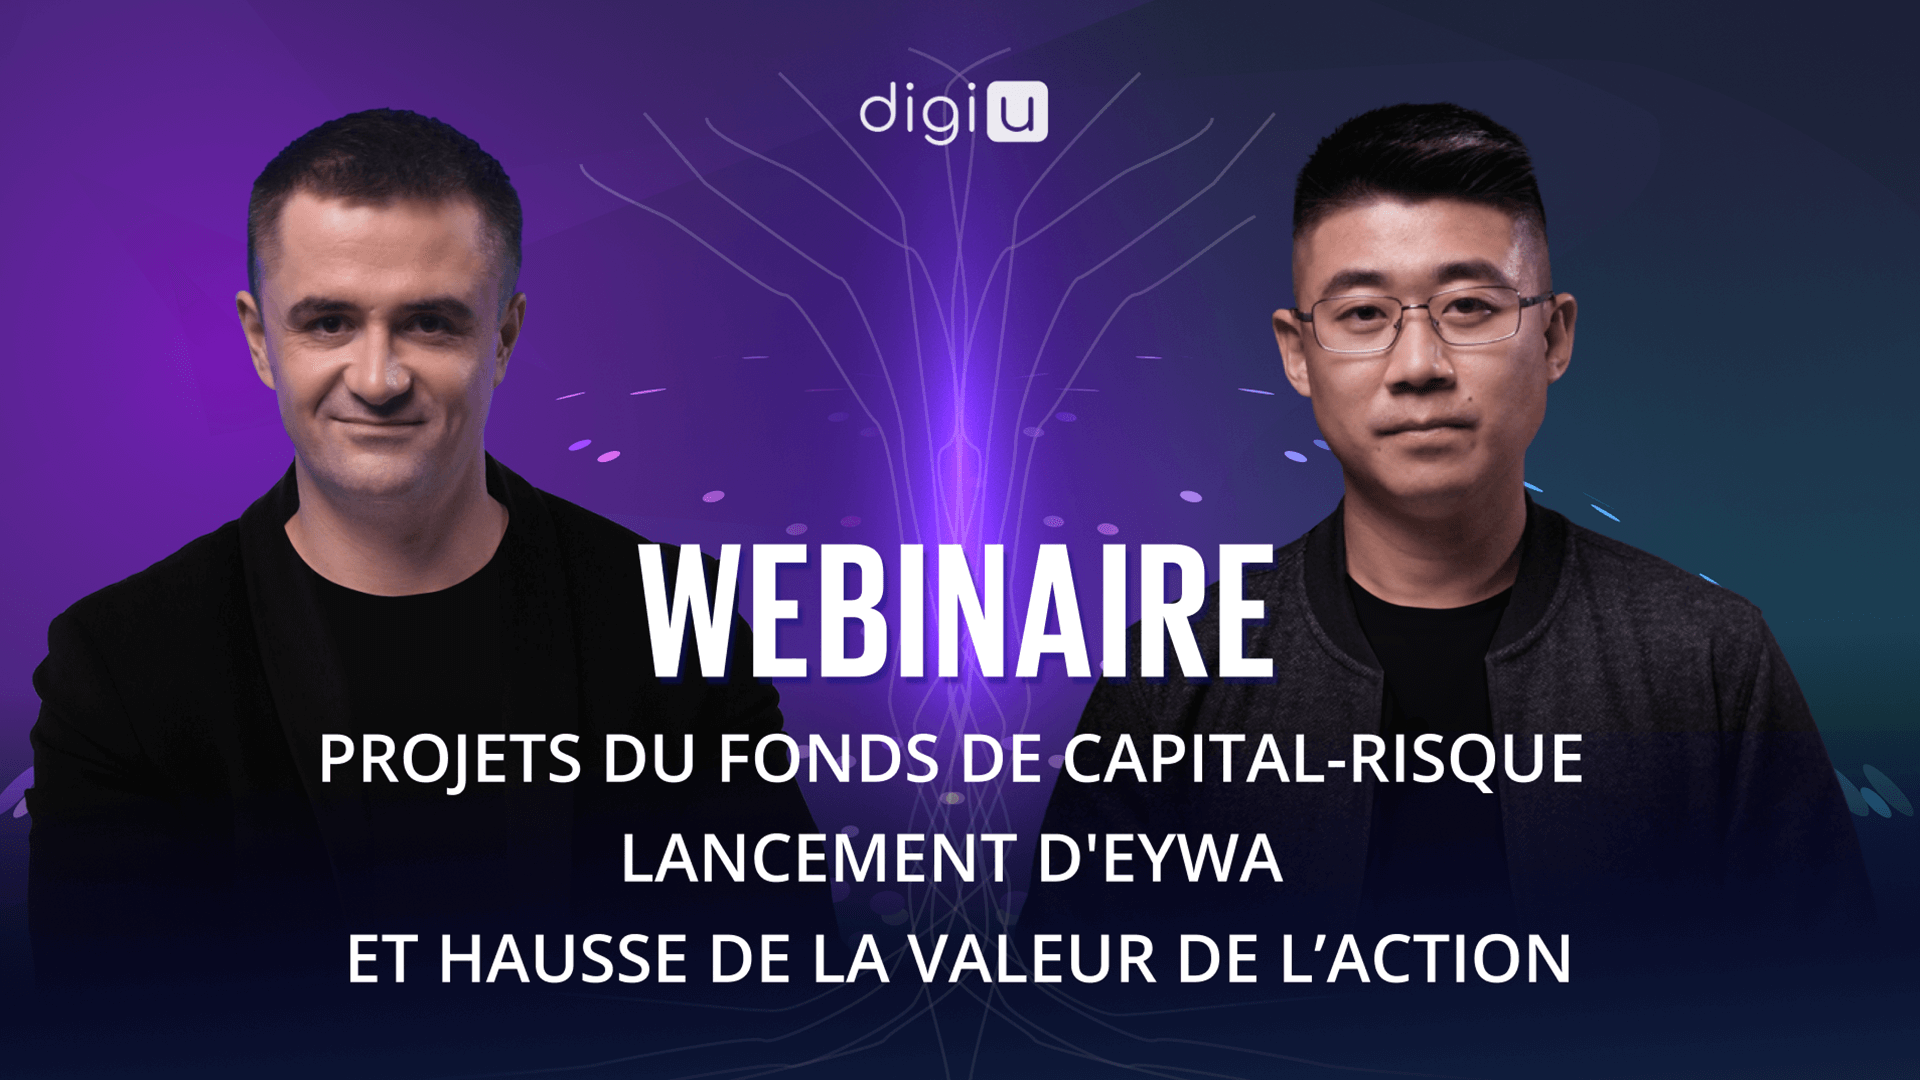 digiu
WEBINAIRE
PROJETS DU FONDS DE CAPITAL-RISQUE
LANCEMENT D'EYWA
ET HAUSSE DE LA VALEUR DE L’ACTION